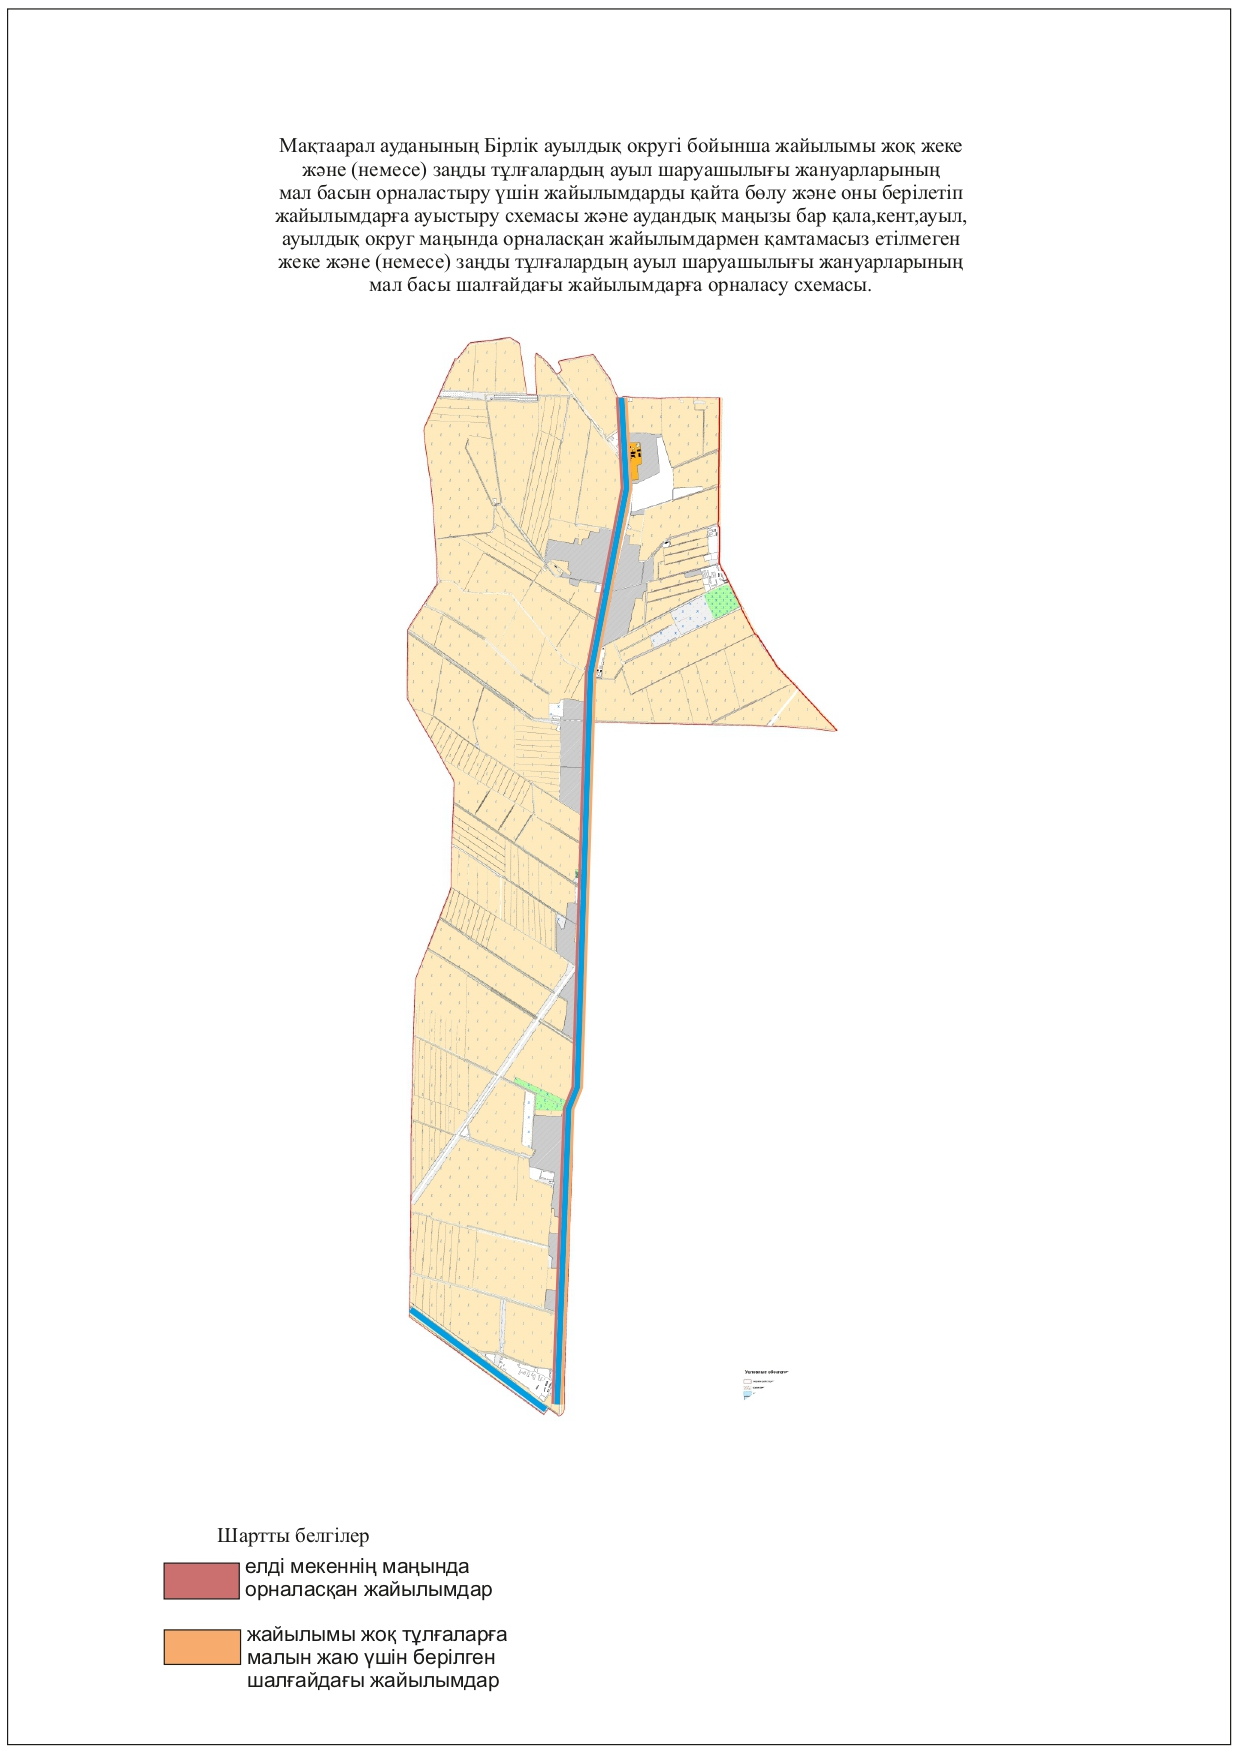 Мақтаарал ауданының Бірлік ауылдық округі бойынша жайылымы жоқ жеке
және (немесе) заңды тұлғалардың ауыл шаруашылығы жануарларының
мал басын орналастыру үшін жайылымдарды қайта бөлу және оны берілетіп
жайылымдарға ауыстыру схемасы және аудандық маңызы бар қала,кент,ауыл,
ауылдық округ маңында орналасқан жайылымдармен қамтамасыз етілмеген
жеке және (немесе) заңды тұлғалардың ауыл шаруашылығы жануарларының
мал басы шалғайдағы жайылымдарға орналасу схемасы.
Шартты белгілер
елді мекеннің маңында
орналасқан жайылымдар
жайылымы жоқ тұлғаларға
малын жаю үшін берілген
шалғайдағы жайылымдар